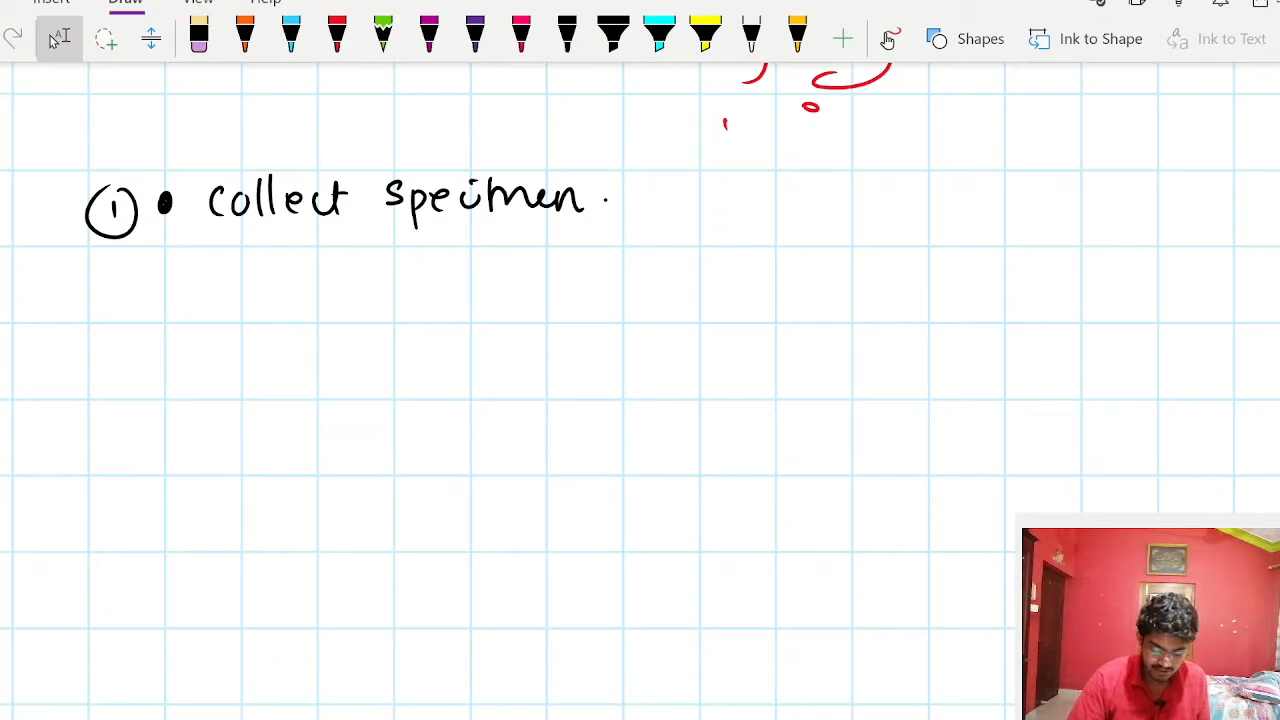 Insert Draw View Help
Shapes Ink to Shape Ink to Text
① • collect specimen.